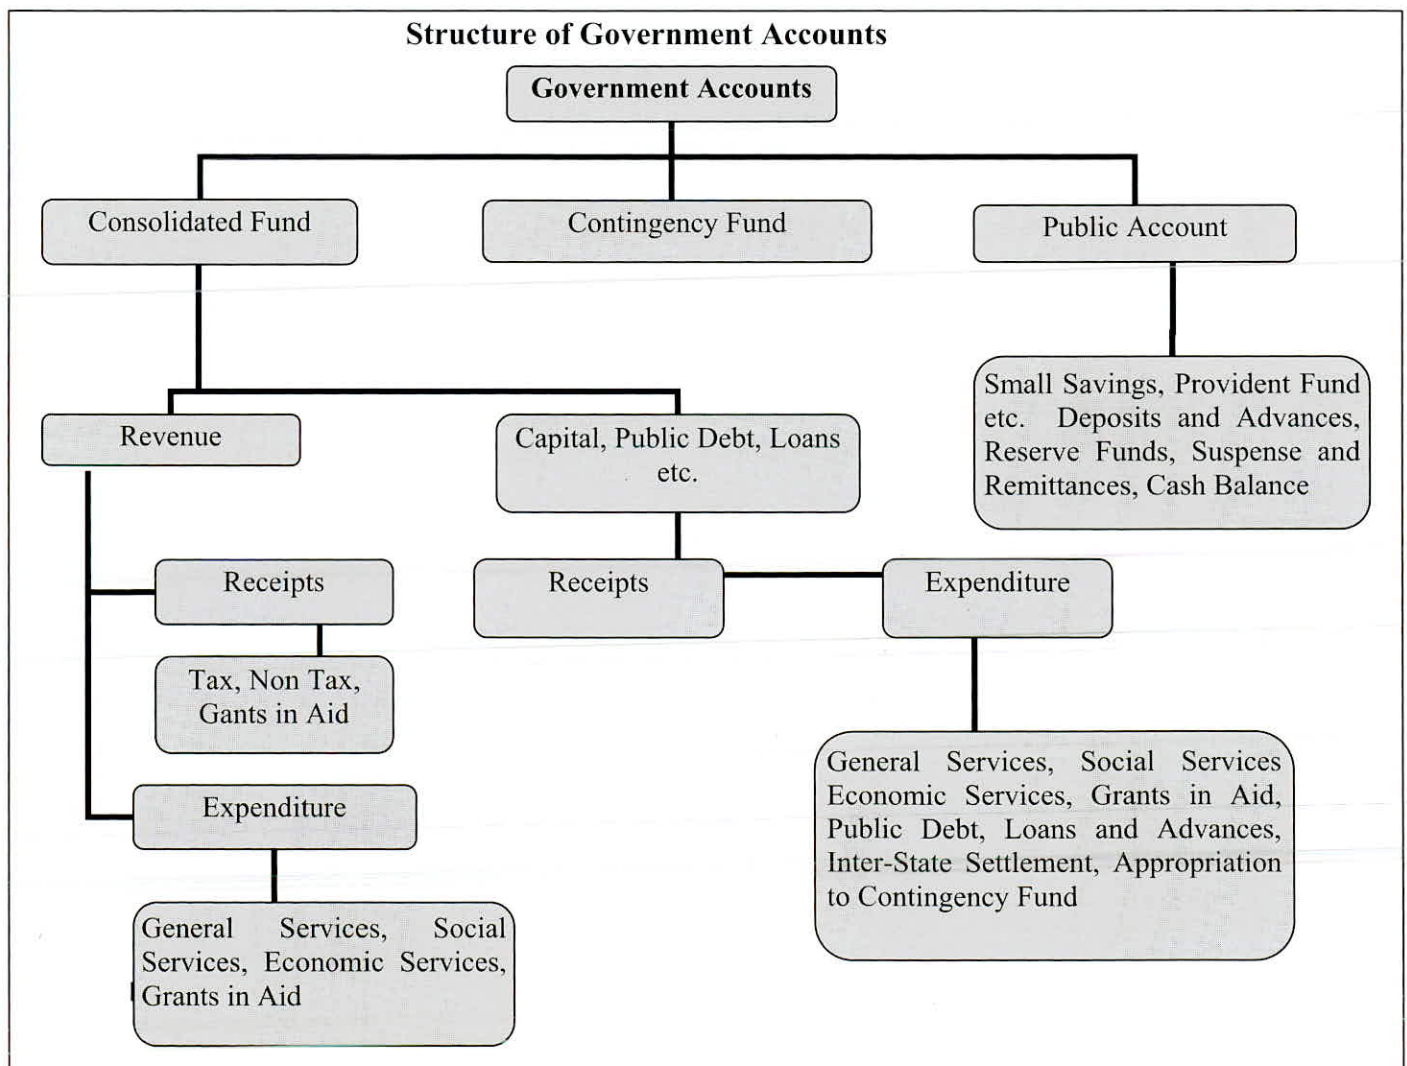 Structure of Government Accounts
Government Accounts
Consolidated Fund
Contingency Fund
Public Account
Small Savings, Provident Fund
etc. Deposits and Advances,
Reserve Funds, Suspense and
Remittances, Cash Balance
Revenue
Capital, Public Debt, Loans
etc.
Receipts
Tax, Non Tax,
Gants in Aid
Expenditure
General Services, Social
Services, Economic Services,
Grants in Aid
Receipts
Expenditure
General Services, Social Services
Economic Services, Grants in Aid,
Public Debt, Loans and Advances,
Inter-State Settlement, Appropriation
to Contingency Fund